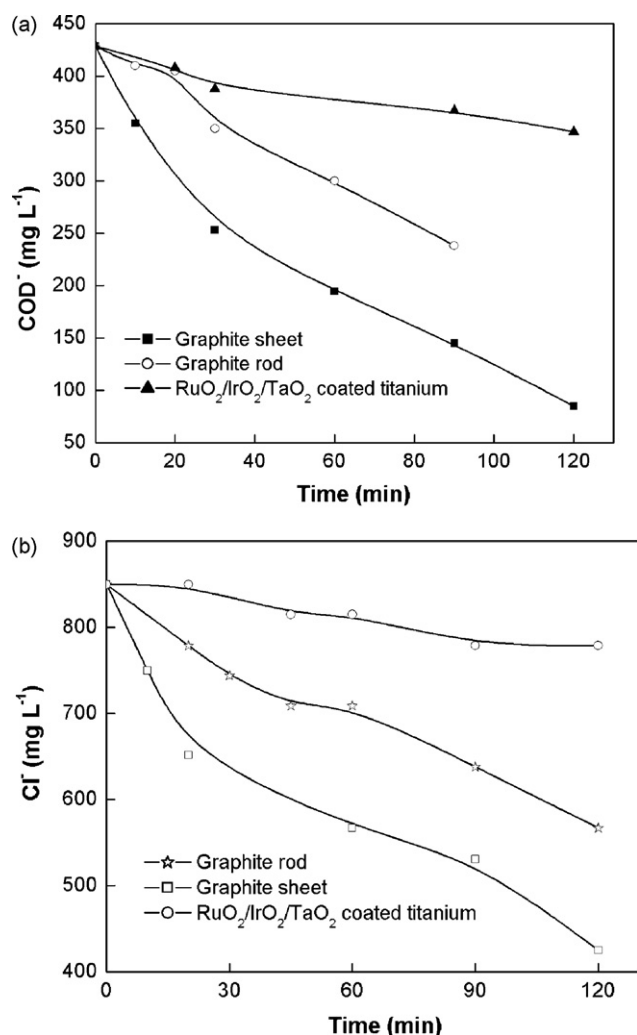 (a)
450
400
350
300
250
200
150
100
50
COD⁻ (mg L⁻¹)
Graphite sheet
Graphite rod
RuO₂/IrO₂/TaO₂ coated titanium
0 20 40 60 80 100 120
Time (min)
(b)
900
800
700
600
500
400
Cl⁻ (mg L⁻¹)
Graphite rod
Graphite sheet
RuO₂/IrO₂/TaO₂ coated titanium
0 30 60 90 120
Time (min)